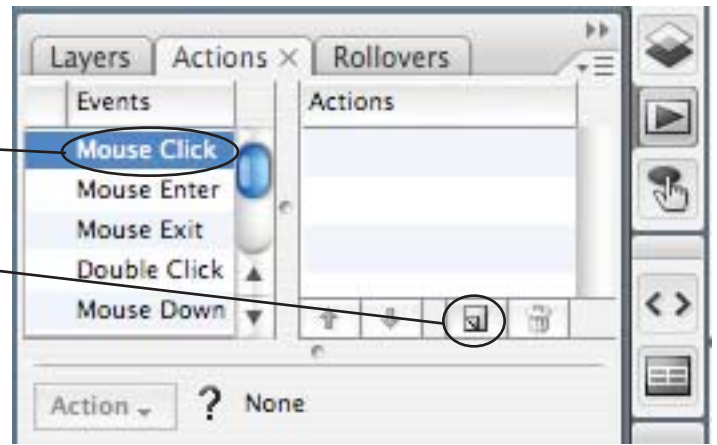 Layers Actions × Rollovers
Events Actions
Mouse Click
Mouse Enter
Mouse Exit
Double Click
Mouse Down
Action ? None